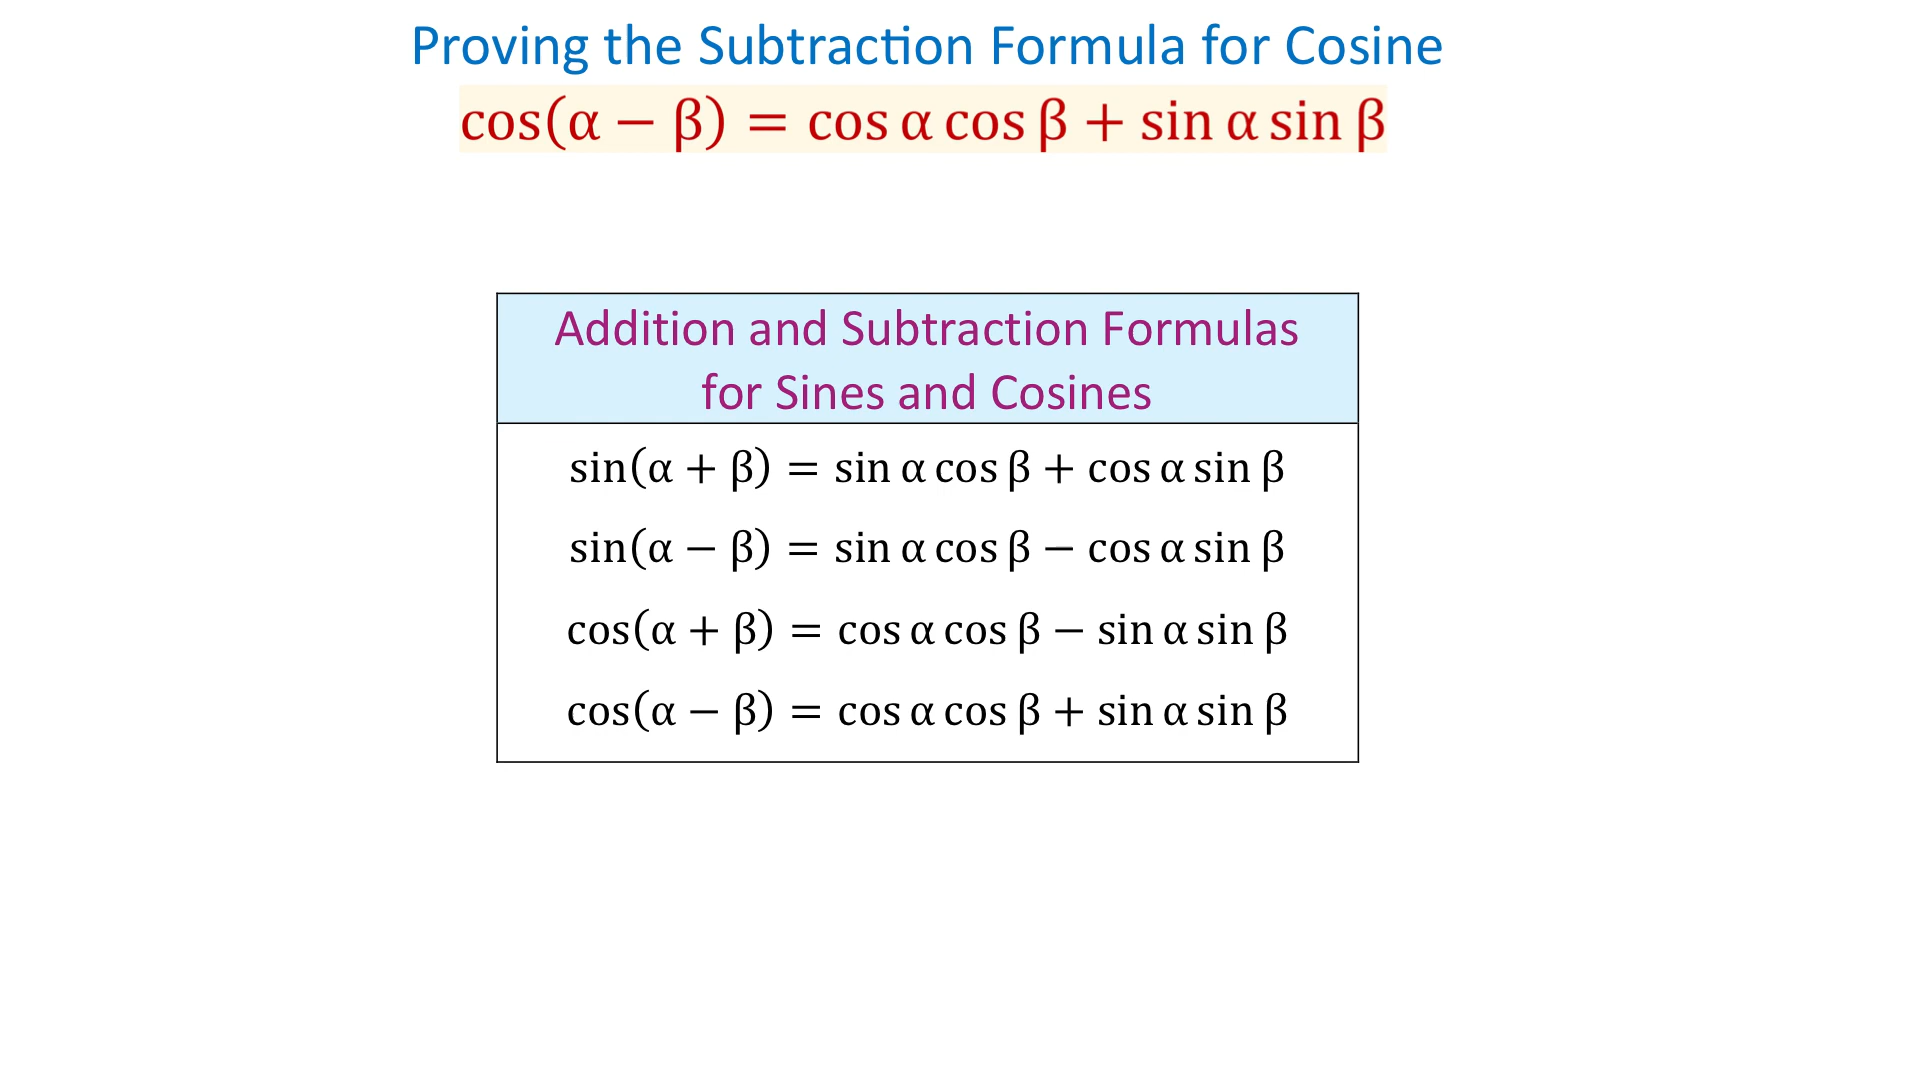 Proving the Subtraction Formula for Cosine
cos(α − β) = cos α cos β + sin α sin β
Addition and Subtraction Formulas
for Sines and Cosines
sin(α + β) = sin α cos β + cos α sin β
sin(α − β) = sin α cos β − cos α sin β
cos(α + β) = cos α cos β − sin α sin β
cos(α − β) = cos α cos β + sin α sin β